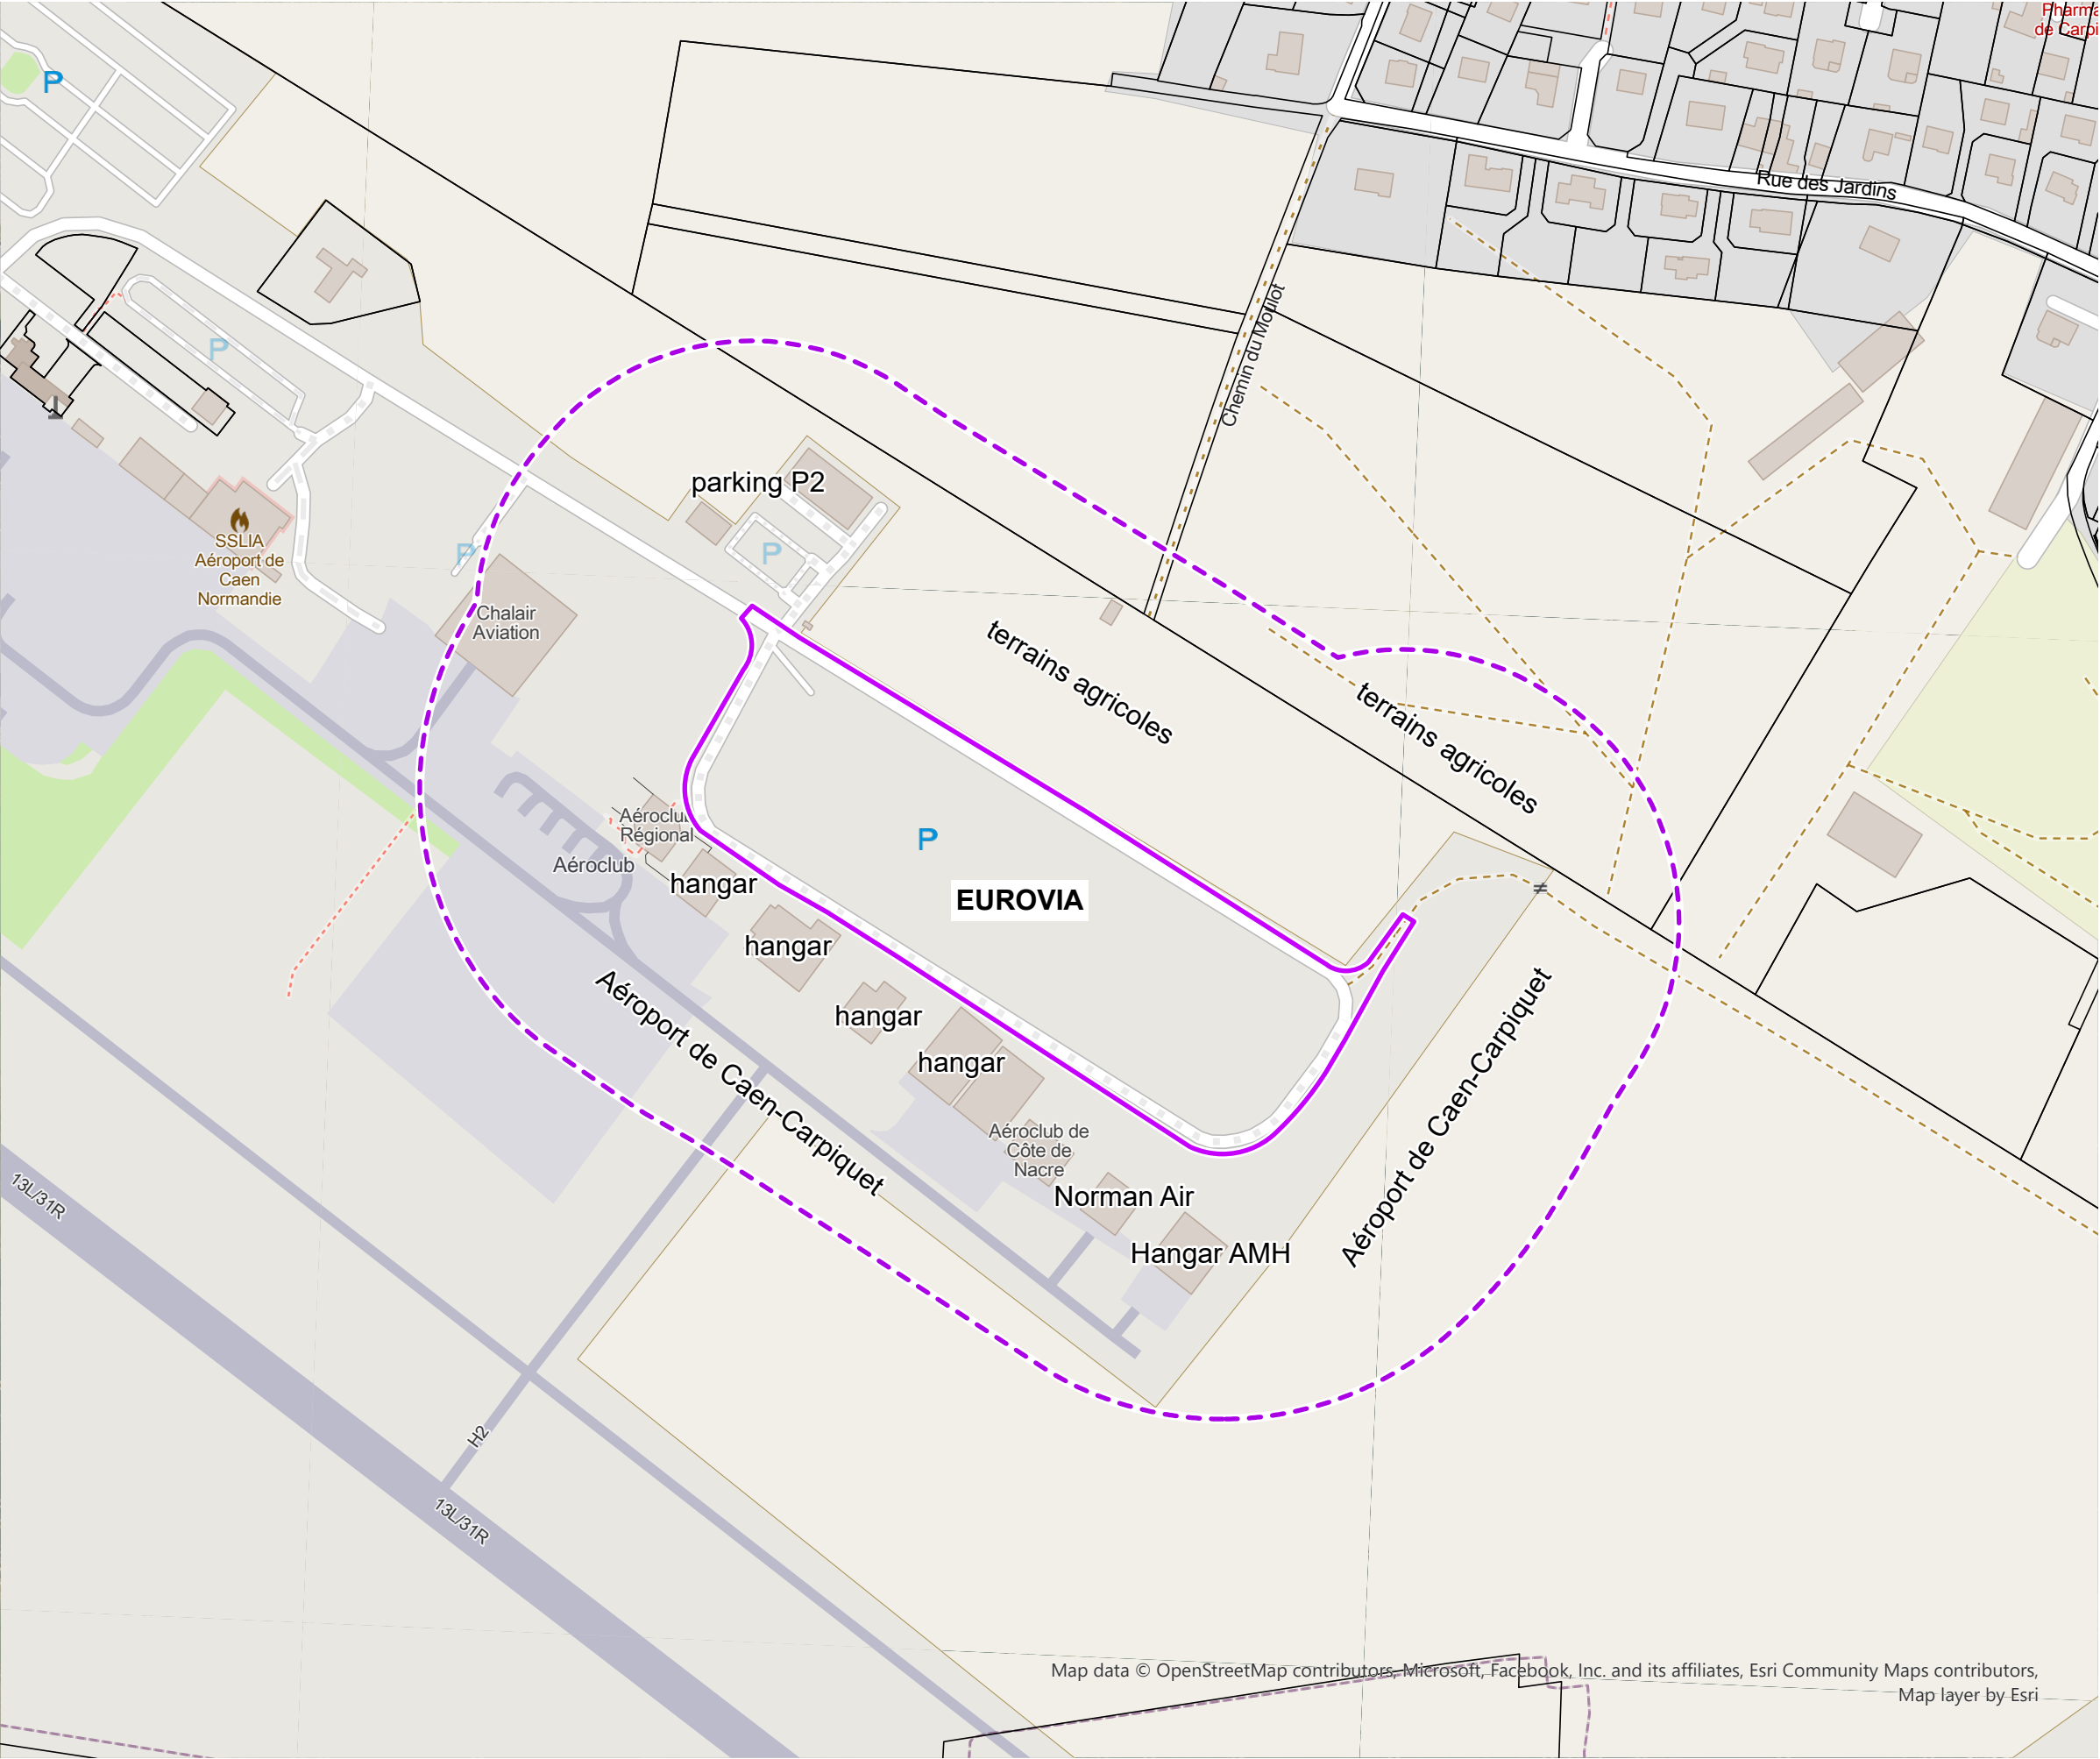 Pharma
de Carpi
P
Rue des Jardins
Chemin du Moulot
P
parking P2
SSLIA
Aéroport de
Caen
Normandie
P
P
Chalair
Aviation
terrains agricoles
terrains agricoles
Aéroclub
Régional
P
Aéroclub
hangar
EUROVIA
hangar
Aéroport de Caen-Carpiquet
hangar
hangar
Aéroport de Caen-Carpiquet
Aéroclub de
Côte de
Nacre
Norman Air
13L/31R
Hangar AMH
H2
13L/31R
Map data © OpenStreetMap contributors, Microsoft, Facebook, Inc. and its affiliates, Esri Community Maps contributors,
Map layer by Esri